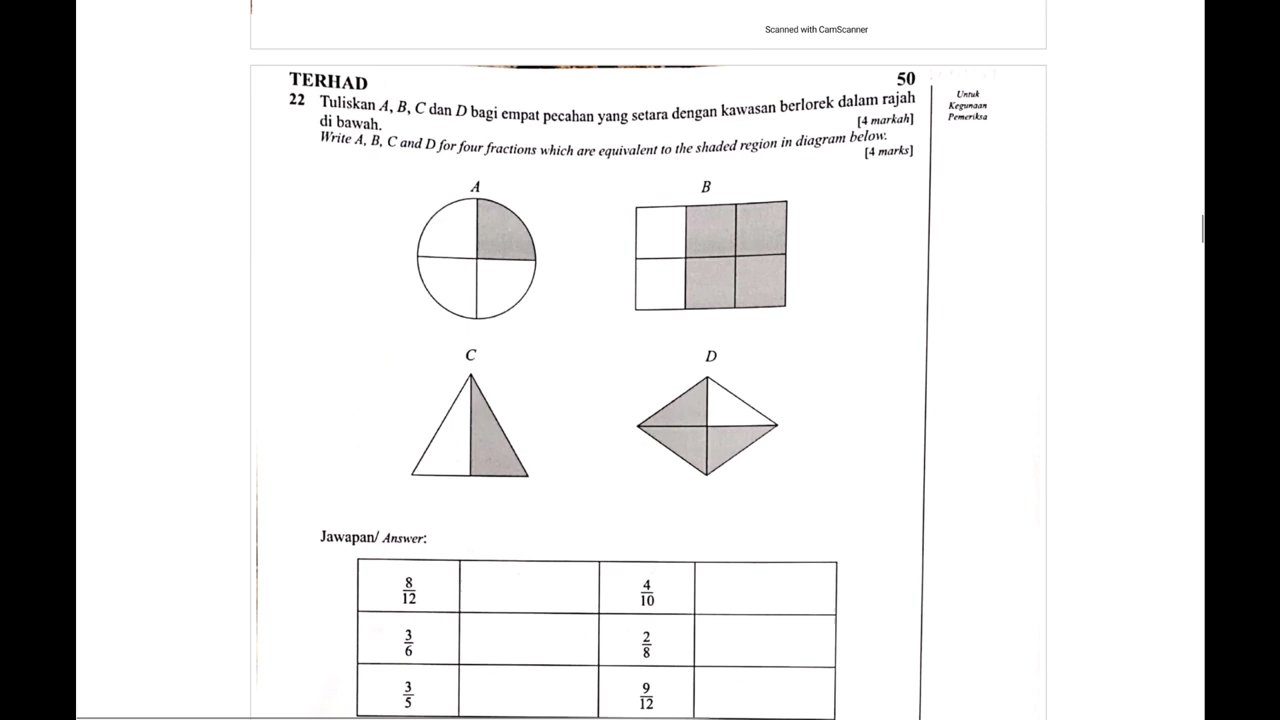 Scanned with CamScanner
TERHAD
50
22 Tuliskan A, B, C dan D bagi empat pecahan yang setara dengan kawasan berlorek dalam rajah
di bawah.
[4 markah]
Write A, B, C and D for four fractions which are equivalent to the shaded region in diagram below.
[4 marks]
Untuk
Kegunaan
Pemeriksa
A
B
C
D
Jawapan/ Answer:
8/12
4/10
3/6
2/8
3/5
9/12